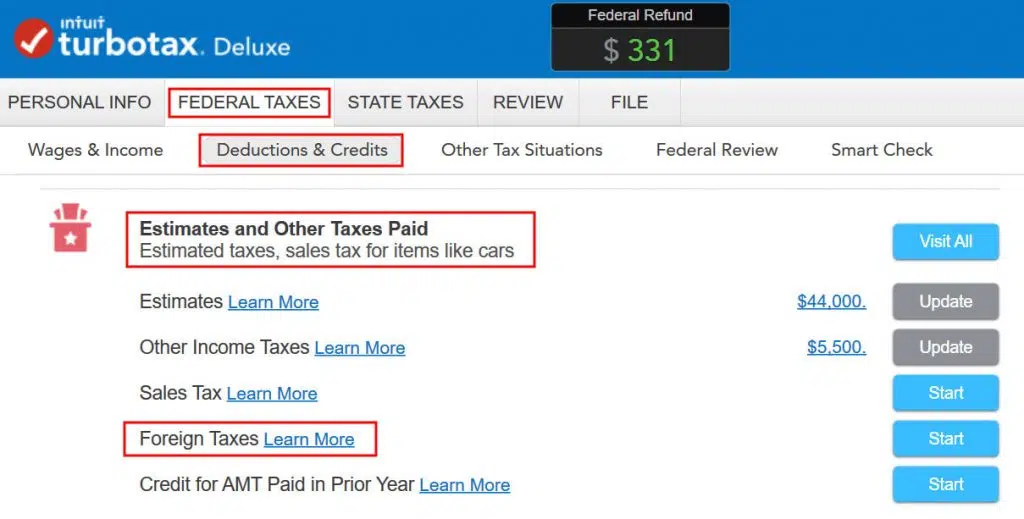 intuit
turbotax. Deluxe
Federal Refund
$ 331
PERSONAL INFO FEDERAL TAXES STATE TAXES REVIEW FILE
Wages & Income Deductions & Credits Other Tax Situations Federal Review Smart Check
Estimates and Other Taxes Paid
Estimated taxes, sales tax for items like cars
Visit All
Estimates Learn More $44,000. Update
Other Income Taxes Learn More $5,500. Update
Sales Tax Learn More Start
Foreign Taxes Learn More Start
Credit for AMT Paid in Prior Year Learn More Start